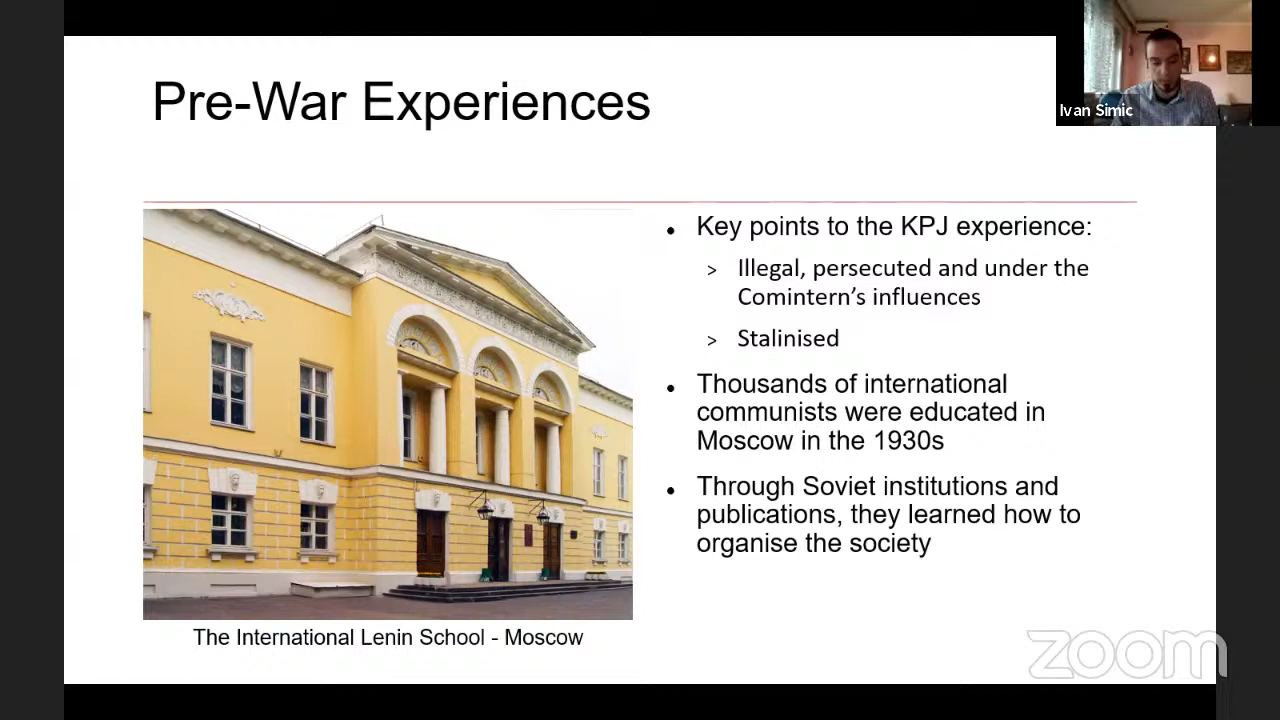 Pre-War Experiences
Ivan Simic
• Key points to the KPJ experience:
> Illegal, persecuted and under the
Comintern’s influences
> Stalinised
• Thousands of international
communists were educated in
Moscow in the 1930s
• Through Soviet institutions and
publications, they learned how to
organise the society
The International Lenin School - Moscow
zoom